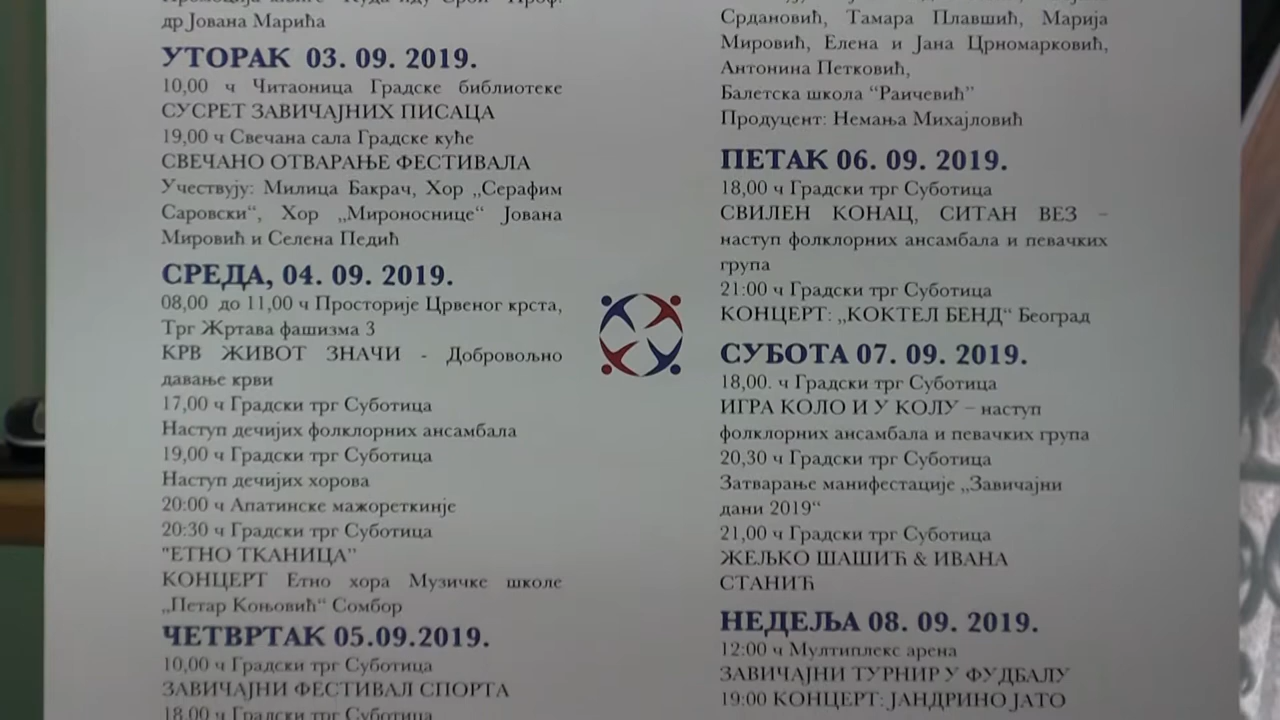 др Јована Марића
УТОРАК 03. 09. 2019.
10,00 ч Читаоница Градске библиотеке
СУСРЕТ ЗАВИЧАЈНИХ ПИСАЦА
19,00 ч Свечана сала Градске куће
СВЕЧАНО ОТВАРАЊЕ ФЕСТИВАЛА
Учествују: Милица Бакрач, Хор „Серафим
Саровски“, Хор „Мироноснице“ Јована
Мировић и Селена Педић
СРЕДА, 04. 09. 2019.
08,00 до 11,00 ч Просторије Црвеног крста,
Трг Жртава фашизма 3
КРВ ЖИВОТ ЗНАЧИ - Добровољно
давање крви
17,00 ч Градски трг Суботица
Наступ дечијих фолклорних ансамбала
19,00 ч Градски трг Суботица
Наступ дечијих хорова
20:00 ч Апатинске мажореткиње
20:30 ч Градски трг Суботица
"ЕТНО ТКАНИЦА”
КОНЦЕРТ Етно хора Музичке школе
„Петар Коњовић“ Сомбор
ЧЕТВРТАК 05.09.2019.
10,00 ч Градски трг Суботица
ЗАВИЧАЈНИ ФЕСТИВАЛ СПОРТА
18,00 ч Градски трг Суботица
Срдановић, Тамара Плавшић, Марија
Мировић, Елена и Јана Црномарковић,
Антонина Петковић,
Балетска школа “Раичевић”
Продуцент: Немања Михајловић
ПЕТАК 06. 09. 2019.
18,00 ч Градски трг Суботица
СВИЛЕН КОНАЦ, СИТАН ВЕЗ –
наступ фолклорних ансамбала и певачких
група
21:00 ч Градски трг Суботица
КОНЦЕРТ: „КОКТЕЛ БЕНД“ Београд
СУБОТА 07. 09. 2019.
18,00. ч Градски трг Суботица
ИГРА КОЛО И У КОЛУ – наступ
фолклорних ансамбала и певачких група
20,30 ч Градски трг Суботица
Затварање манифестације „Завичајни
дани 2019“
21,00 ч Градски трг Суботица
ЖЕЉКО ШАШИЋ & ИВАНА
СТАНИЋ
НЕДЕЉА 08. 09. 2019.
12:00 ч Мултиплекс арена
ЗАВИЧАЈНИ ТУРНИР У ФУДБАЛУ
19:00 КОНЦЕРТ: ЈАНДРИНО ЈАТО